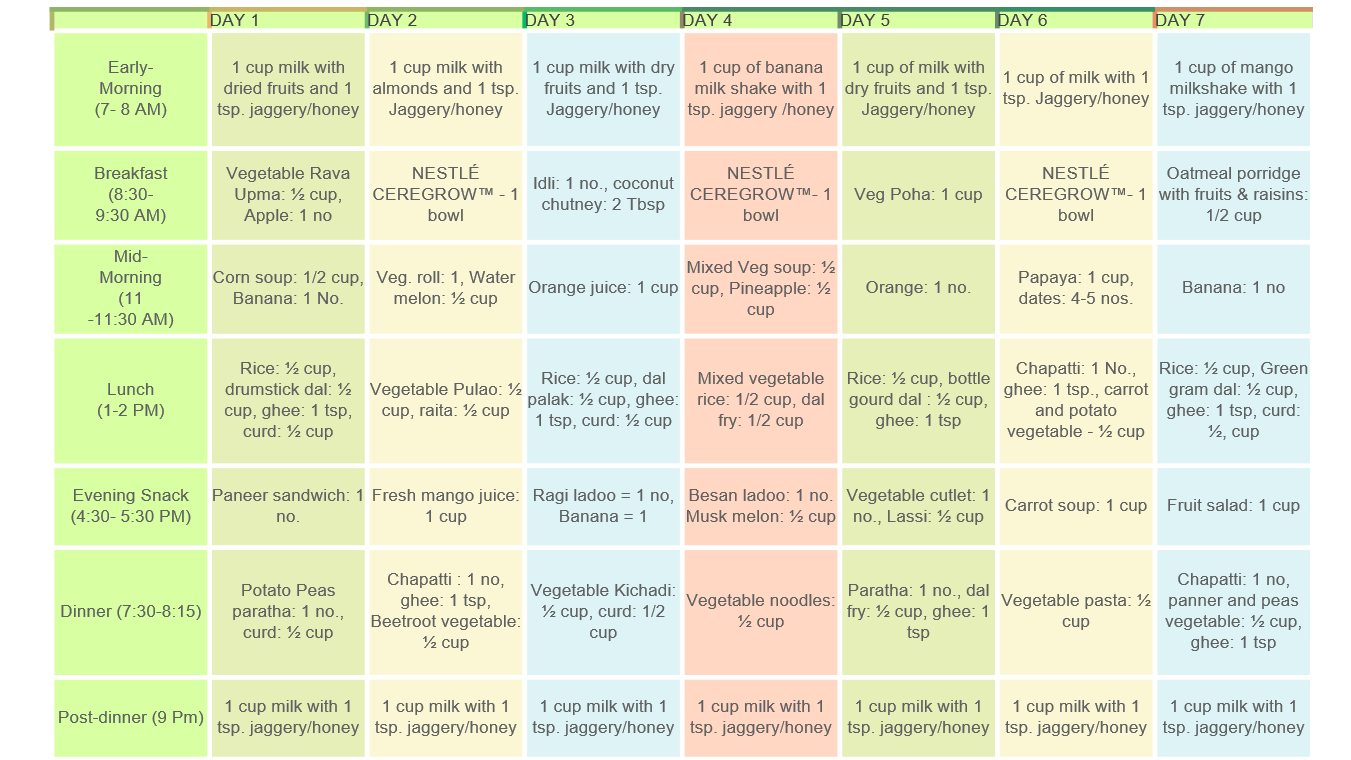 DAY 1 DAY 2 DAY 3 DAY 4 DAY 5 DAY 6 DAY 7
Early-
Morning
(7- 8 AM)
1 cup milk with
dried fruits and 1
tsp. jaggery/honey
1 cup milk with
almonds and 1 tsp.
Jaggery/honey
1 cup milk with dry
fruits and 1 tsp.
Jaggery/honey
1 cup of banana
milk shake with 1
tsp. jaggery /honey
1 cup of milk with
dry fruits and 1 tsp.
Jaggery/honey
1 cup of milk with 1
tsp. Jaggery/honey
1 cup of mango
milkshake with 1
tsp. jaggery/honey
Breakfast
(8:30-
9:30 AM)
Vegetable Rava
Upma: ½ cup,
Apple: 1 no
NESTLÉ
CEREGROW™ - 1
bowl
Idli: 1 no., coconut
chutney: 2 Tbsp
NESTLÉ
CEREGROW™- 1
bowl
Veg Poha: 1 cup
NESTLÉ
CEREGROW™- 1
bowl
Oatmeal porridge
with fruits & raisins:
1/2 cup
Mid-
Morning
(11
-11:30 AM)
Corn soup: 1/2 cup,
Banana: 1 No.
Veg. roll: 1, Water
melon: ½ cup
Orange juice: 1 cup
Mixed Veg soup: ½
cup, Pineapple: ½
cup
Orange: 1 no.
Papaya: 1 cup,
dates: 4-5 nos.
Banana: 1 no
Lunch
(1-2 PM)
Rice: ½ cup,
drumstick dal: ½
cup, ghee: 1 tsp,
curd: ½ cup
Vegetable Pulao: ½
cup, raita: ½ cup
Rice: ½ cup, dal
palak: ½ cup, ghee:
1 tsp, curd: ½ cup
Mixed vegetable
rice: 1/2 cup, dal
fry: 1/2 cup
Rice: ½ cup, bottle
gourd dal : ½ cup,
ghee: 1 tsp
Chapatti: 1 No.,
ghee: 1 tsp., carrot
and potato
vegetable - ½ cup
Rice: ½ cup, Green
gram dal: ½ cup,
ghee: 1 tsp, curd:
½, cup
Evening Snack
(4:30- 5:30 PM)
Paneer sandwich: 1
no.
Fresh mango juice:
1 cup
Ragi ladoo = 1 no,
Banana = 1
Besan ladoo: 1 no.
Musk melon: ½ cup
Vegetable cutlet: 1
no., Lassi: ½ cup
Carrot soup: 1 cup
Fruit salad: 1 cup
Dinner (7:30-8:15)
Potato Peas
paratha: 1 no.,
curd: ½ cup
Chapatti : 1 no,
ghee: 1 tsp,
Beetroot vegetable:
½ cup
Vegetable Kichadi:
½ cup, curd: 1/2
cup
Vegetable noodles:
½ cup
Paratha: 1 no., dal
fry: ½ cup, ghee: 1
tsp
Vegetable pasta: ½
cup
Chapatti: 1 no,
panner and peas
vegetable: ½ cup,
ghee: 1 tsp
Post-dinner (9 Pm)
1 cup milk with 1
tsp. jaggery/honey
1 cup milk with 1
tsp. jaggery/honey
1 cup milk with 1
tsp. jaggery/honey
1 cup milk with 1
tsp. jaggery/honey
1 cup milk with 1
tsp. jaggery/honey
1 cup milk with 1
tsp. jaggery/honey
1 cup milk with 1
tsp. jaggery/honey